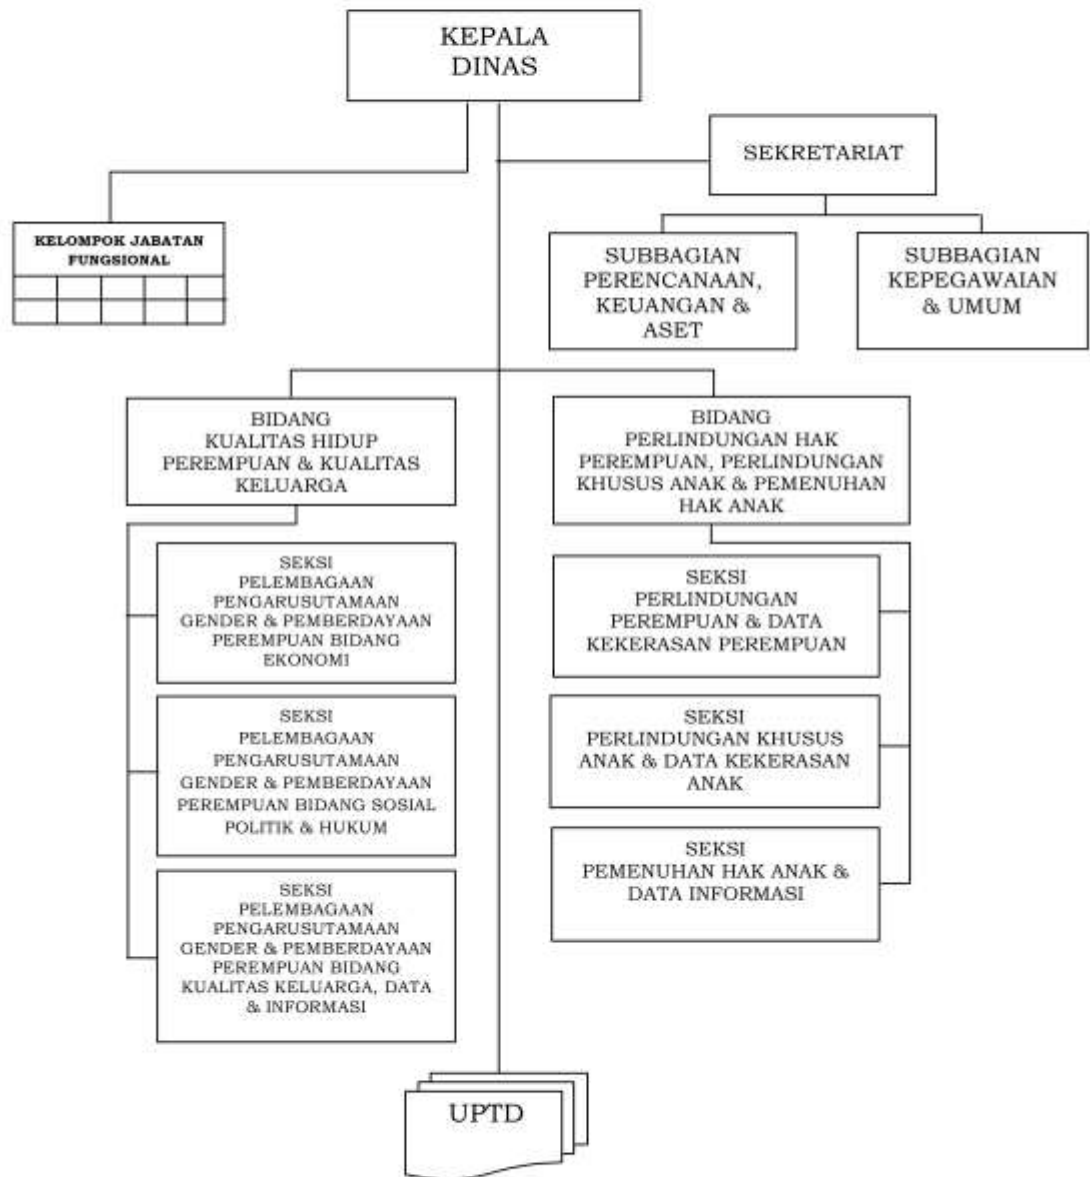 KEPALA
DINAS
SEKRETARIAT
KELOMPOK JABATAN
FUNGSIONAL
SUBBAGIAN
PERENCANAAN,
KEUANGAN &
ASET
SUBBAGIAN
KEPEGAWAIAN
& UMUM
BIDANG
KUALITAS HIDUP
PEREMPUAN & KUALITAS
KELUARGA
BIDANG
PERLINDUNGAN HAK
PEREMPUAN, PERLINDUNGAN
KHUSUS ANAK & PEMENUHAN
HAK ANAK
SEKSI
PELEMBAGAAN
PENGARUSUTAMAAN
GENDER & PEMBERDAYAAN
PEREMPUAN BIDANG
EKONOMI
SEKSI
PELEMBAGAAN
PENGARUSUTAMAAN
GENDER & PEMBERDAYAAN
PEREMPUAN BIDANG SOSIAL
POLITIK & HUKUM
SEKSI
PELEMBAGAAN
PENGARUSUTAMAAN
GENDER & PEMBERDAYAAN
PEREMPUAN BIDANG
KUALITAS KELUARGA, DATA
& INFORMASI
SEKSI
PERLINDUNGAN
PEREMPUAN & DATA
KEKERASAN PEREMPUAN
SEKSI
PERLINDUNGAN KHUSUS
ANAK & DATA KEKERASAN
ANAK
SEKSI
PEMENUHAN HAK ANAK &
DATA INFORMASI
UPTD